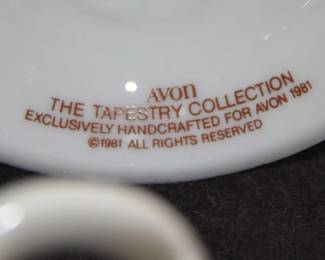 AVON
THE TAPESTRY COLLECTION
EXCLUSIVELY HANDCRAFTED FOR AVON 1981
©1981 ALL RIGHTS RESERVED